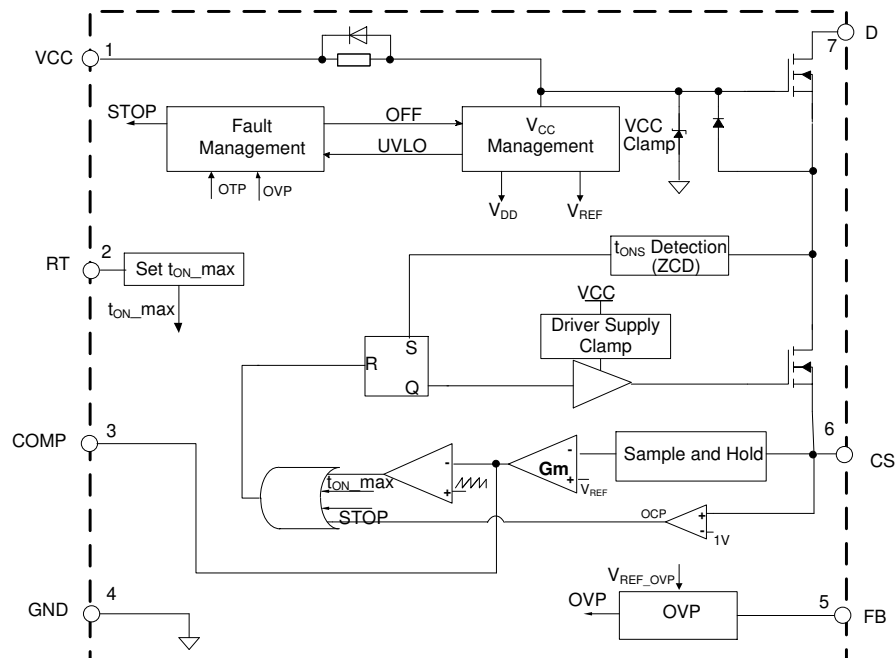 VCC
1
7
D
STOP
Fault
Management
OFF
UVLO
OTP
OVP
VCC
Management
VDD
VREF
VCC
Clamp
RT
2
Set tON_max
tON_max
tONS Detection
(ZCD)
VCC
Driver Supply
Clamp
S
R
Q
COMP
3
6
CS
-
+
tON_max
STOP
-
Gm
+
VREF
Sample and Hold
OCP
+
-
1V
GND
4
VREF_OVP
OVP
OVP
5
FB